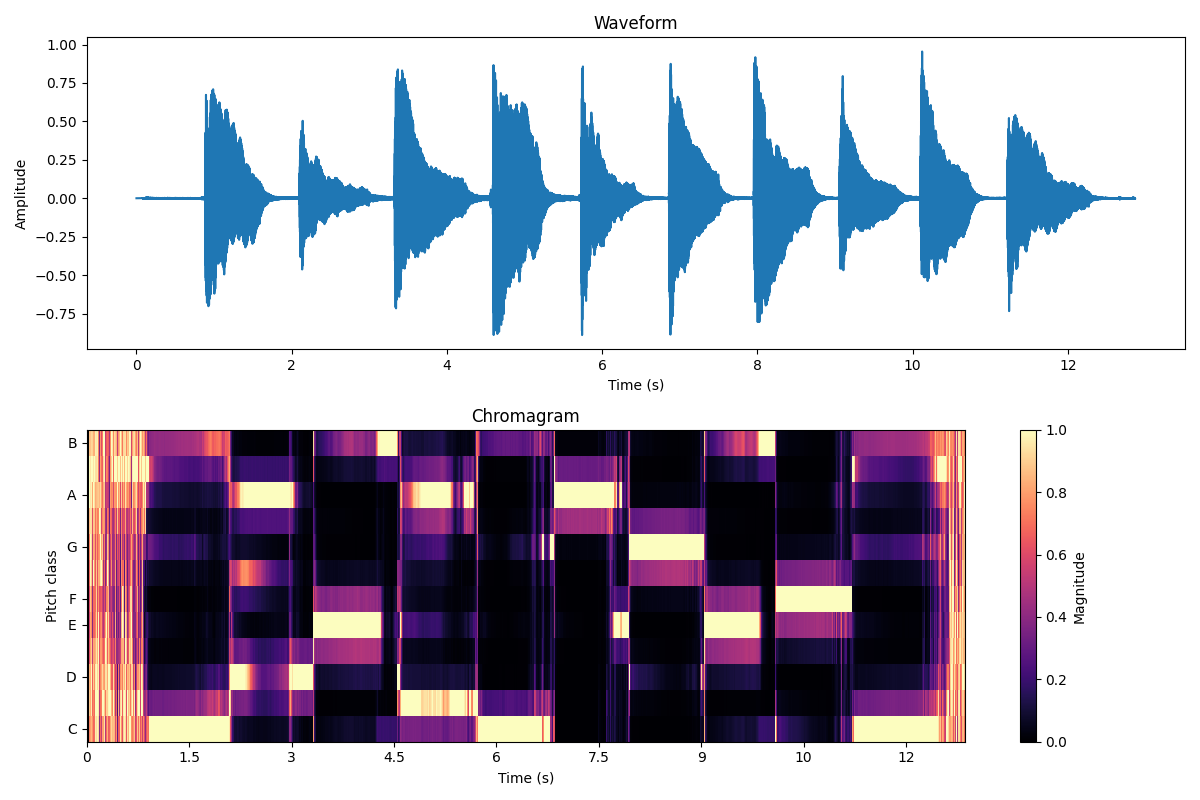 Waveform
1.00
0.75
0.50
0.25
0.00
−0.25
−0.50
−0.75
Amplitude
0 2 4 6 8 10 12
Time (s)
Chromagram
B
A
G
F
E
D
C
Pitch class
0 1.5 3 4.5 6 7.5 9 10 12
Time (s)
1.0
0.8
0.6
0.4
0.2
0.0
Magnitude